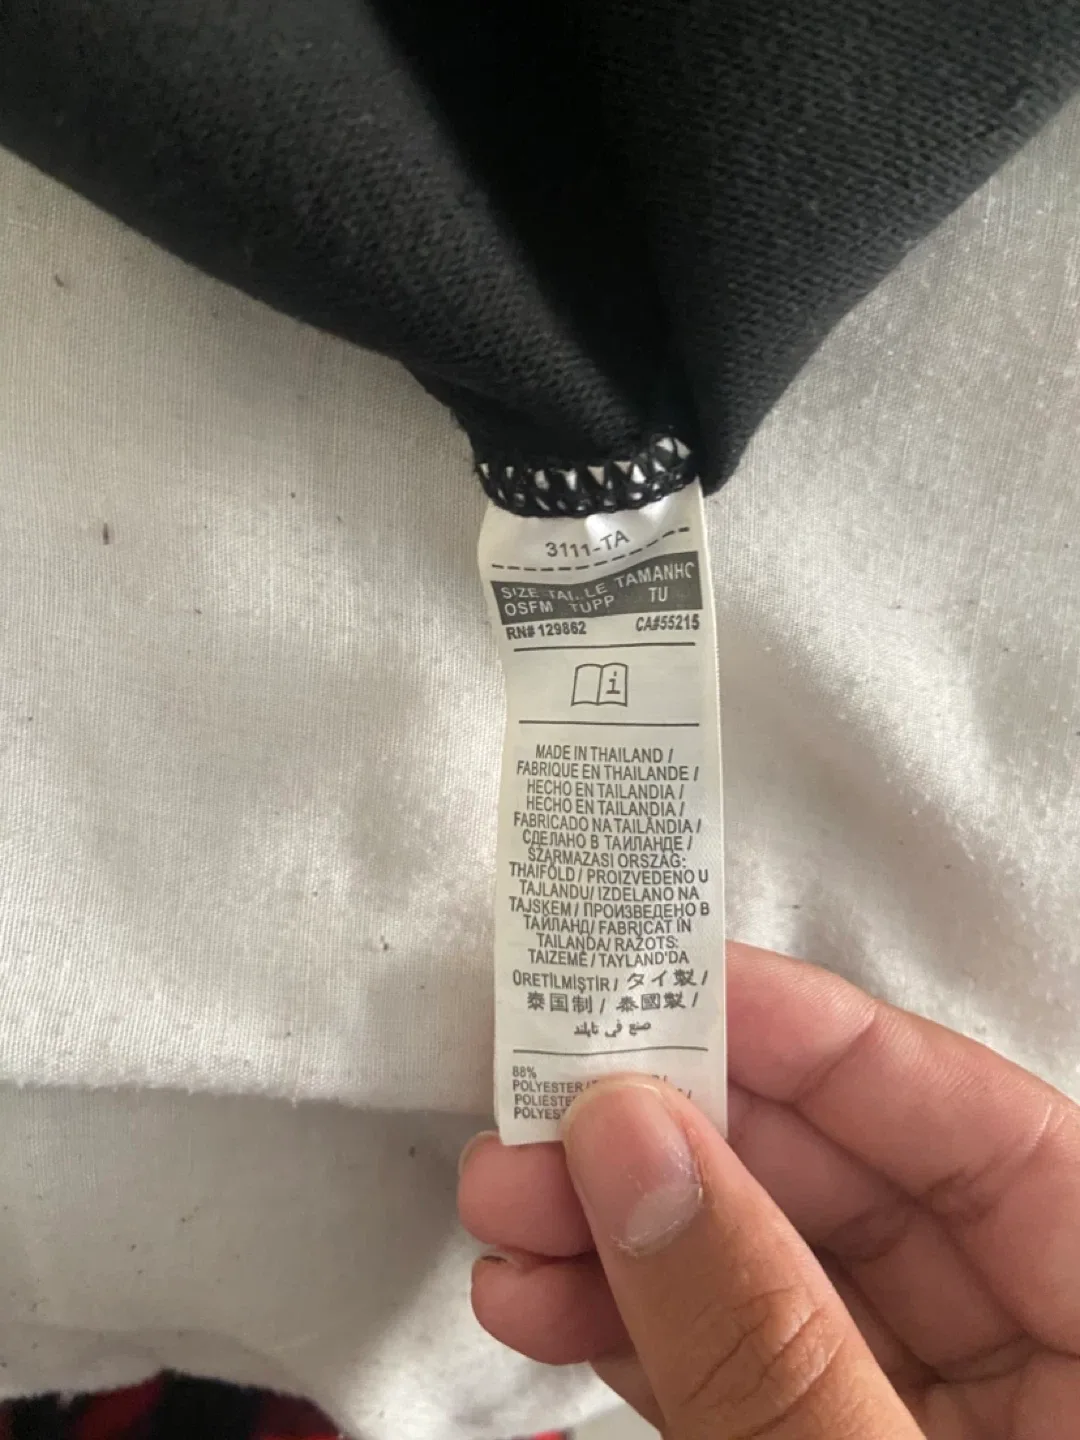 3111-TA
SIZE TAILLE TAMANHO
OSFM TUPP TU
RN# 129862 CA#55215
i
MADE IN THAILAND /
FABRIQUE EN THAILANDE /
HECHO EN TAILANDIA /
HECHO EN TAILANDIA /
FABRICADO NA TAILÂNDIA /
СДЕЛАНО В ТАИЛАНДЕ /
SZARMAZASI ORSZÁG:
THAIFÖLD / PROIZVEDENO U
TAJLANDU/ IZDELANO NA
TAJSKEM / ПРОИЗВЕДЕНО В
ТАЙЛАНД/ FABRICAT IN
TAILANDA/ RAŽOTS:
TAIZEMĒ / TAYLAND'DA
ÜRETİLMİŞTİR / タイ製 /
泰国制 / 泰國製 /
صنع في تايلند
88%
POLYESTER/